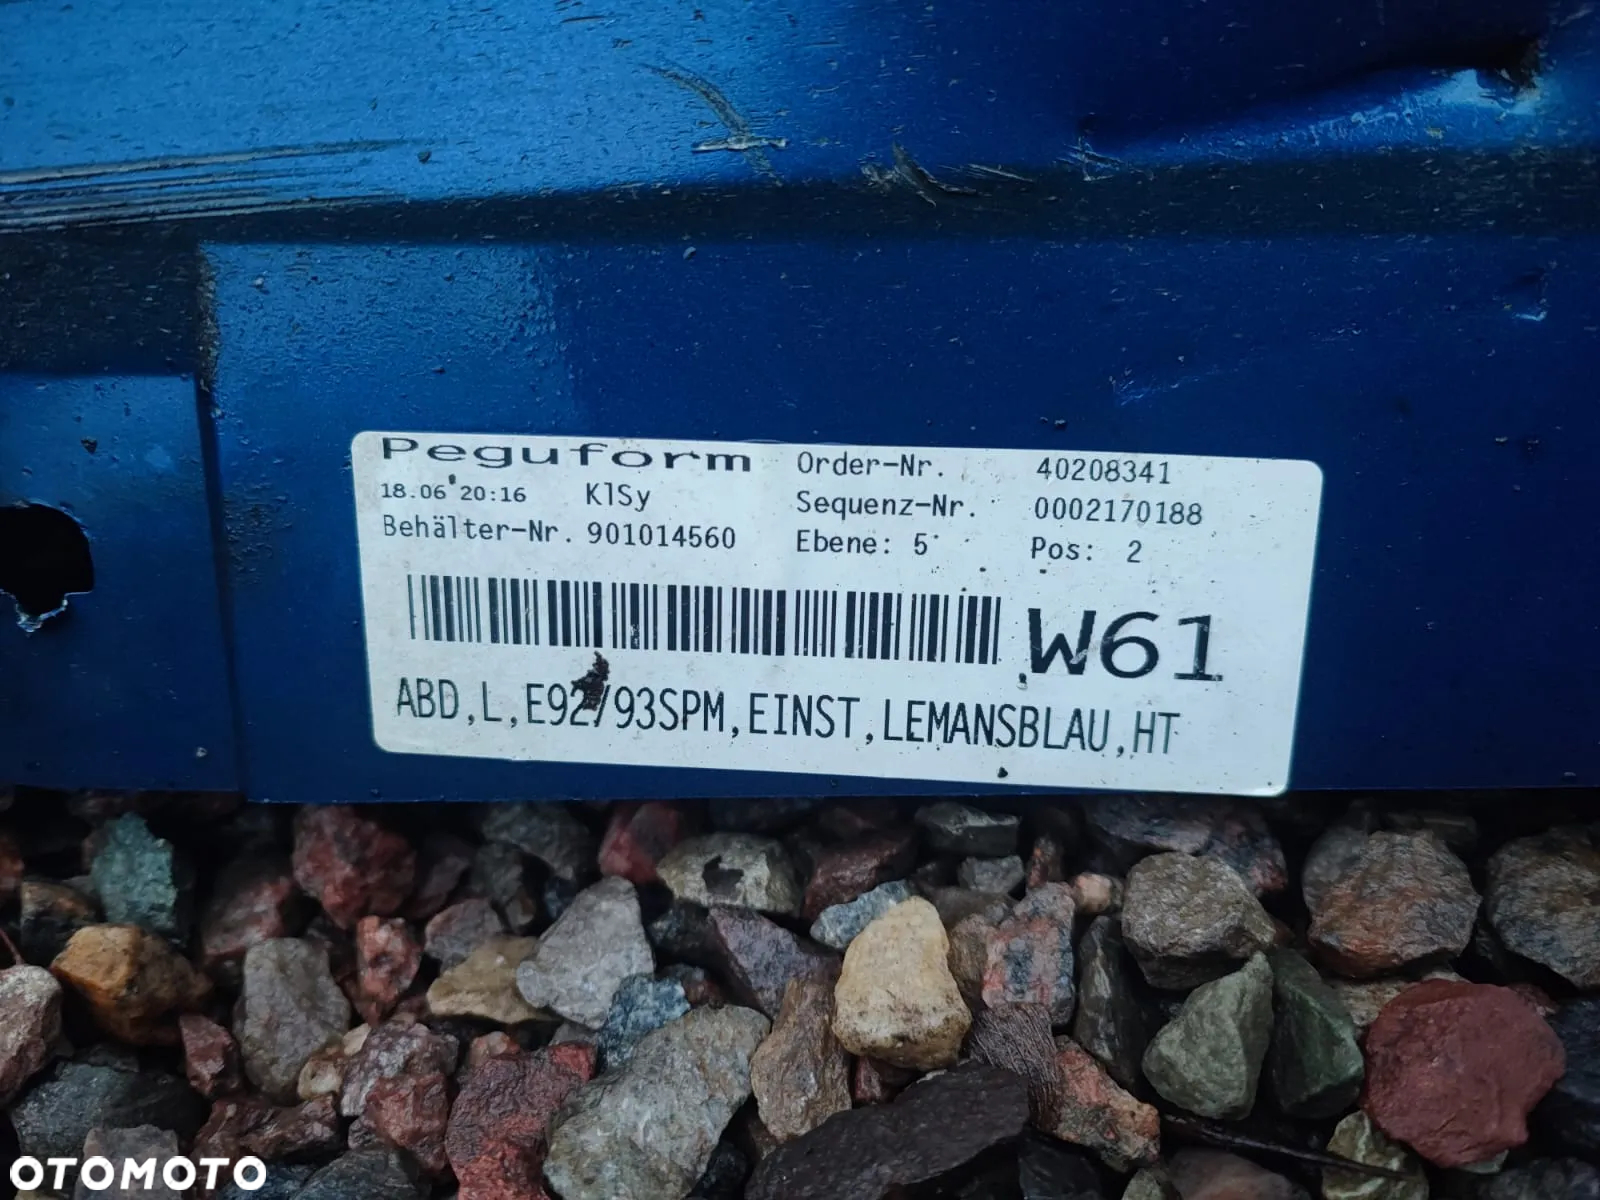 Peguform Order-Nr. 40208341
18.06 20:16 KlSy Sequenz-Nr. 0002170188
Behälter-Nr. 901014560 Ebene: 5 Pos: 2
W61
ABD,L,E92/93SPM,EINST,LEMANSBLAU,HT
OTOMOTO